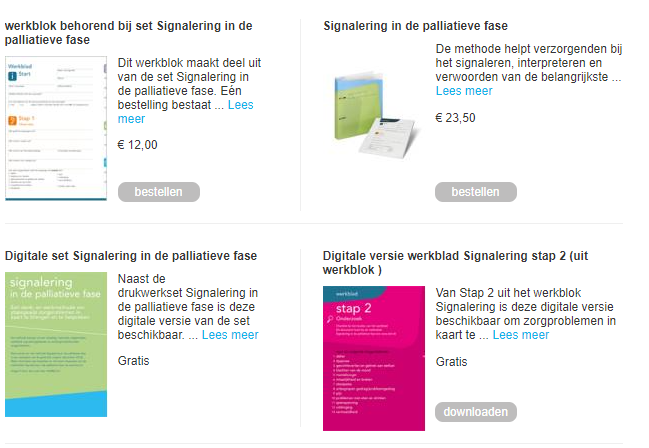 werkblok behorend bij set Signalering in de
palliatieve fase
Werkblad
Start
Stap 1
Dit werkblok maakt deel uit
van de set Signalering in
de palliatieve fase. Eén
bestelling bestaat ... Lees
meer
€ 12,00
bestellen
Signalering in de palliatieve fase
De methode helpt verzorgenden bij
het signaleren, interpreteren en
verwoorden van de belangrijkste ...
Lees meer
€ 23,50
bestellen
Digitale set Signalering in de palliatieve fase
signalering
in de palliatieve fase
Naast de
drukwerkset Signalering in
de palliatieve fase is deze
digitale versie van de set
beschikbaar. ... Lees meer
Gratis
Digitale versie werkblad Signalering stap 2 (uit
werkblok )
werkblad
stap 2
Onderzoek
Van Stap 2 uit het werkblok
Signalering is deze digitale versie
beschikbaar om zorgproblemen in
kaart te ... Lees meer
Gratis
downloaden